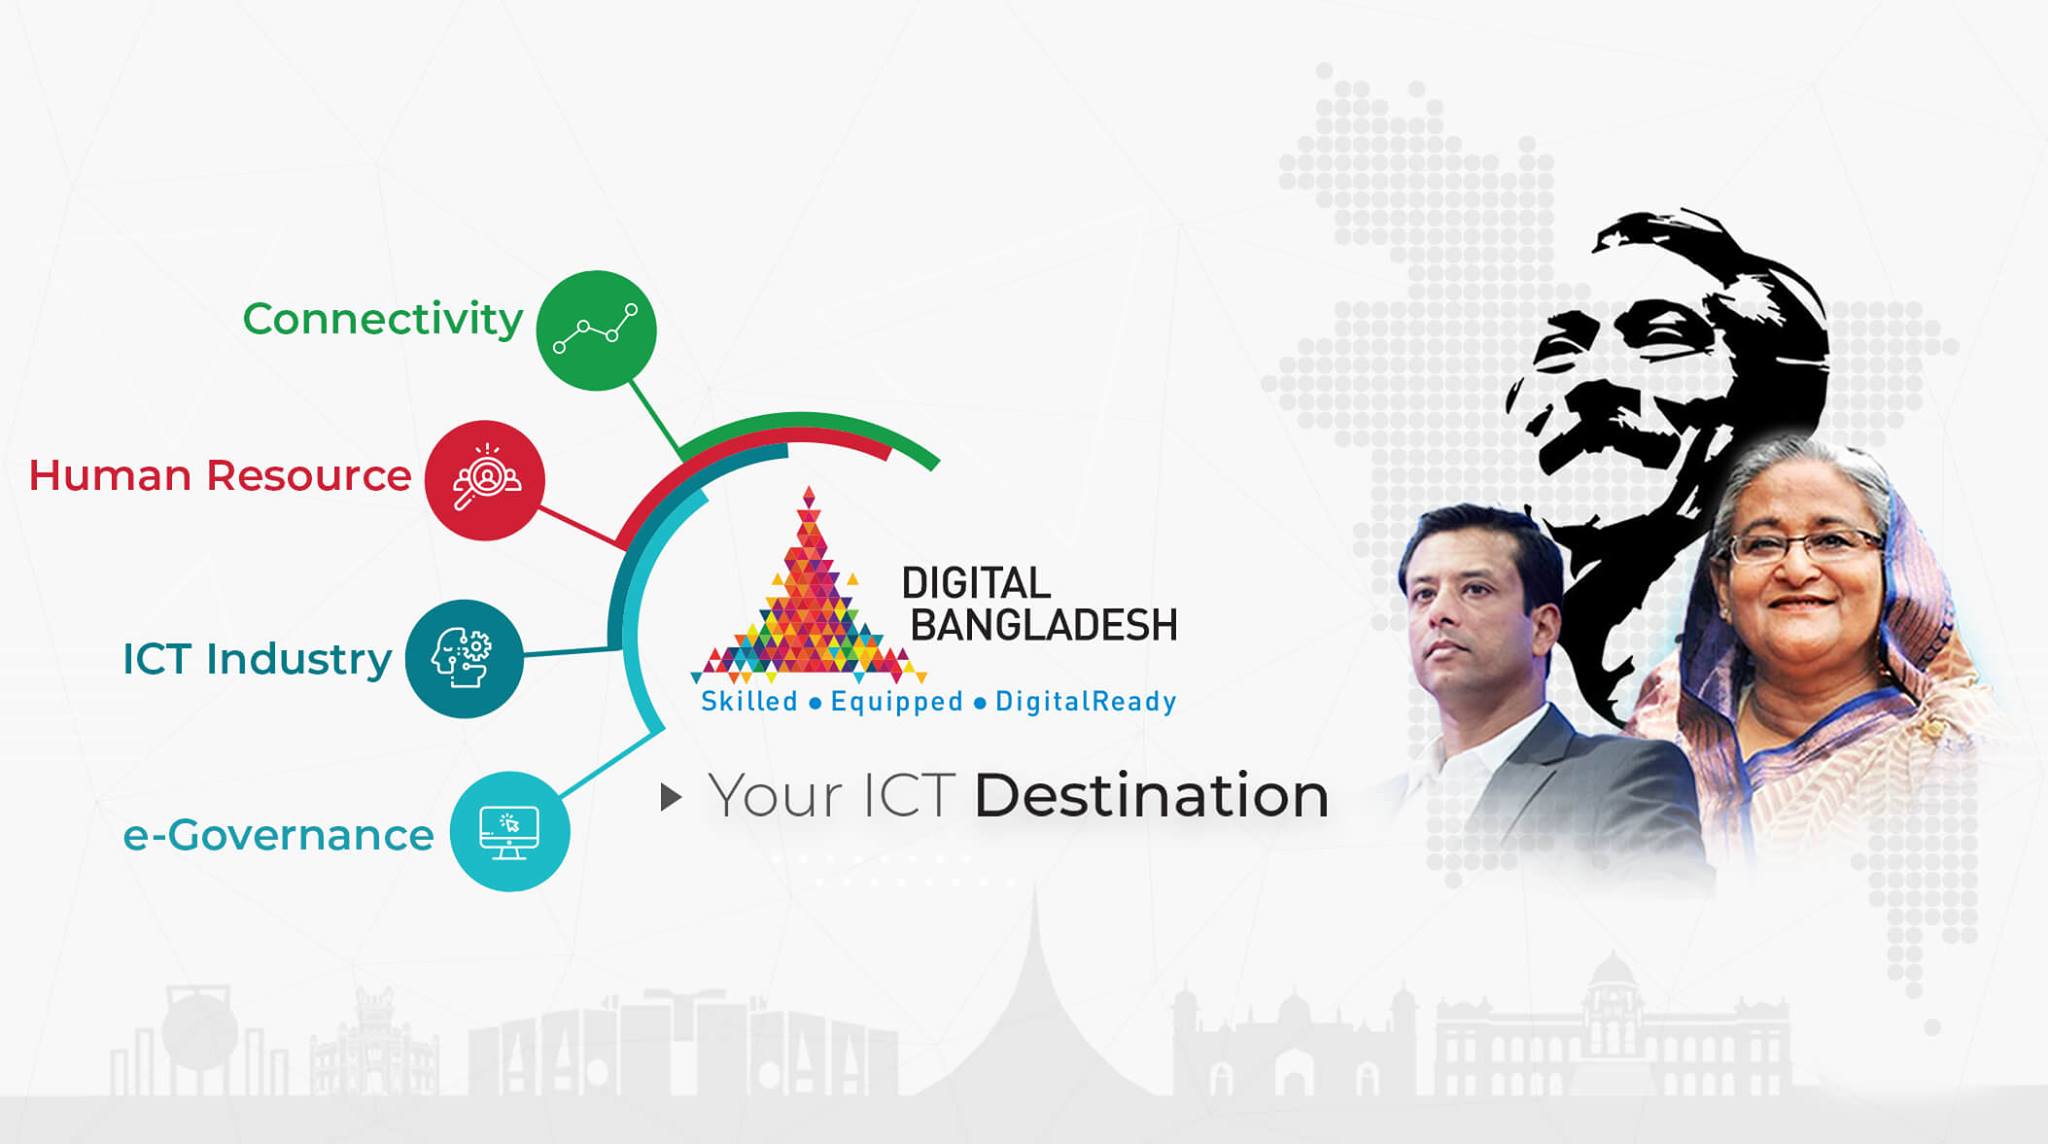 Connectivity
Human Resource
ICT Industry
e-Governance
DIGITAL
BANGLADESH
Skilled • Equipped • DigitalReady
Your ICT Destination